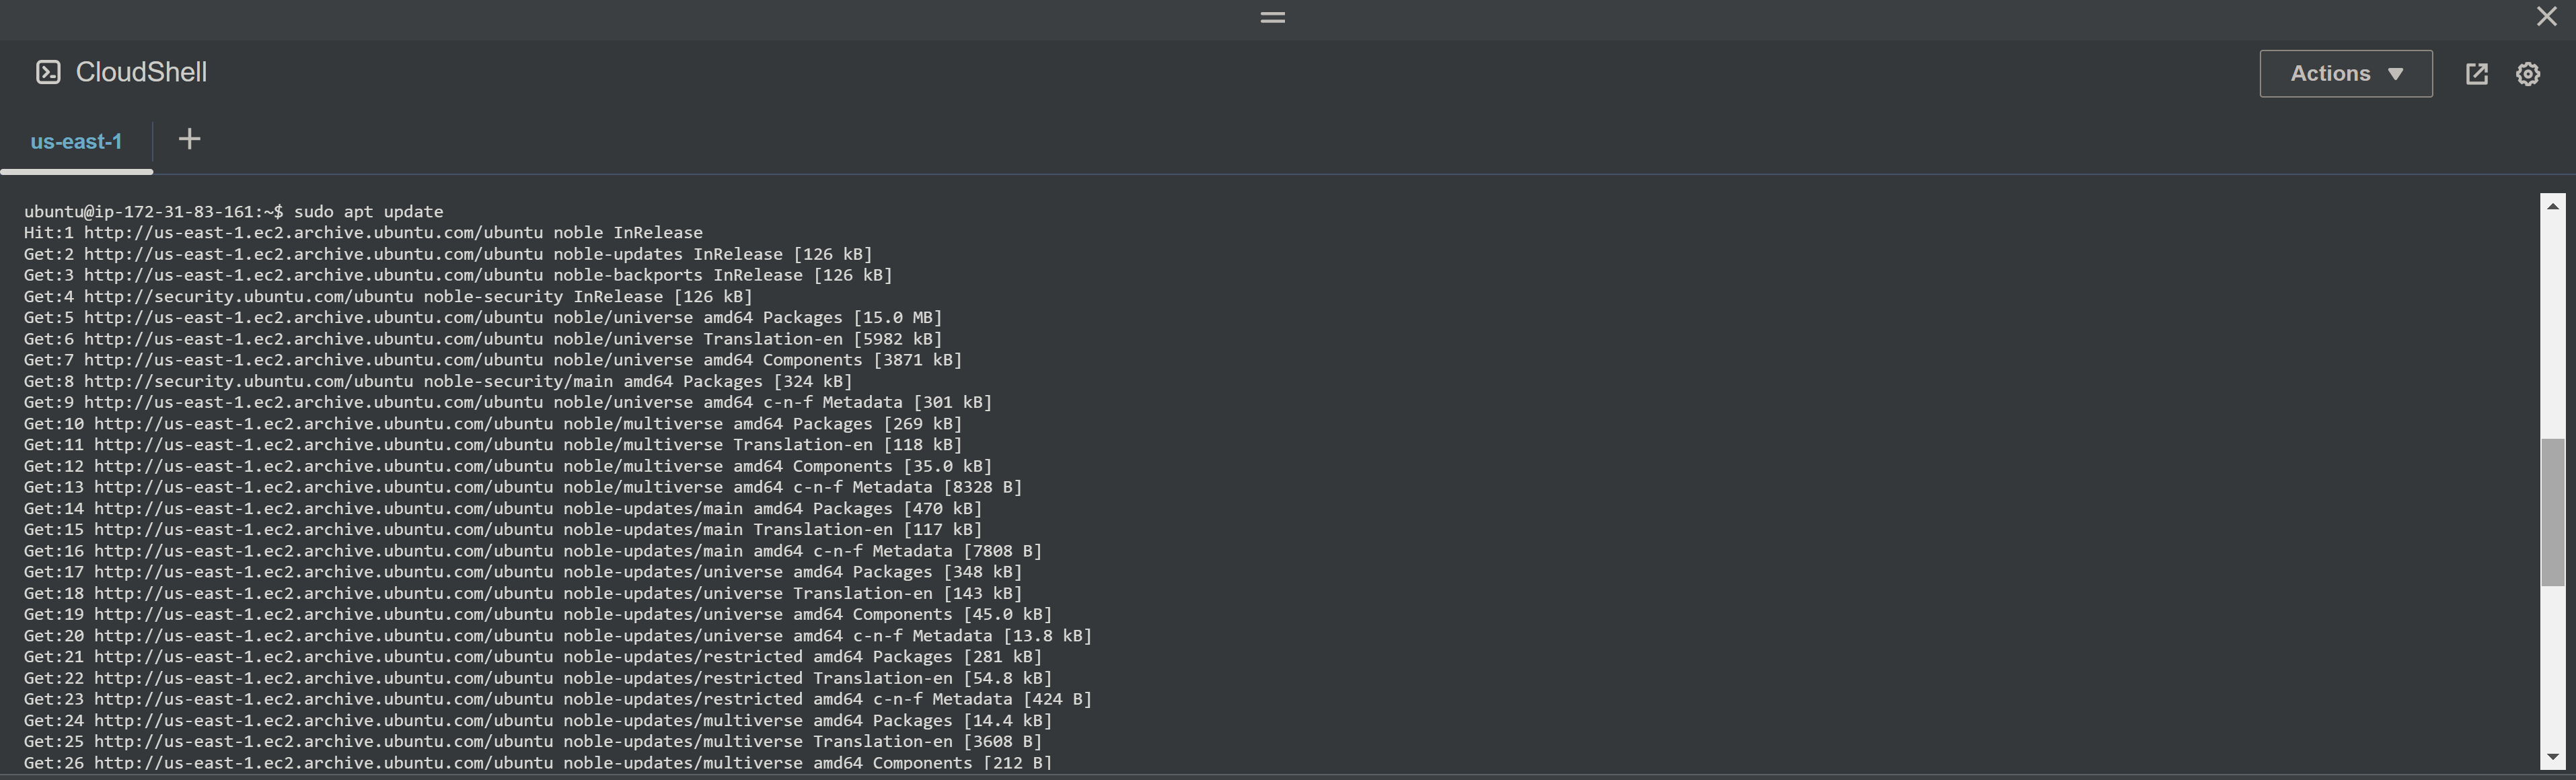 CloudShell
Actions
us-east-1
ubuntu@ip-172-31-83-161:~$ sudo apt update
Hit:1 http://us-east-1.ec2.archive.ubuntu.com/ubuntu noble InRelease
Get:2 http://us-east-1.ec2.archive.ubuntu.com/ubuntu noble-updates InRelease [126 kB]
Get:3 http://us-east-1.ec2.archive.ubuntu.com/ubuntu noble-backports InRelease [126 kB]
Get:4 http://security.ubuntu.com/ubuntu noble-security InRelease [126 kB]
Get:5 http://us-east-1.ec2.archive.ubuntu.com/ubuntu noble/universe amd64 Packages [15.0 MB]
Get:6 http://us-east-1.ec2.archive.ubuntu.com/ubuntu noble/universe Translation-en [5982 kB]
Get:7 http://us-east-1.ec2.archive.ubuntu.com/ubuntu noble/universe amd64 Components [3871 kB]
Get:8 http://security.ubuntu.com/ubuntu noble-security/main amd64 Packages [324 kB]
Get:9 http://us-east-1.ec2.archive.ubuntu.com/ubuntu noble/universe amd64 c-n-f Metadata [301 kB]
Get:10 http://us-east-1.ec2.archive.ubuntu.com/ubuntu noble/multiverse amd64 Packages [269 kB]
Get:11 http://us-east-1.ec2.archive.ubuntu.com/ubuntu noble/multiverse Translation-en [118 kB]
Get:12 http://us-east-1.ec2.archive.ubuntu.com/ubuntu noble/multiverse amd64 Components [35.0 kB]
Get:13 http://us-east-1.ec2.archive.ubuntu.com/ubuntu noble/multiverse amd64 c-n-f Metadata [8328 B]
Get:14 http://us-east-1.ec2.archive.ubuntu.com/ubuntu noble-updates/main amd64 Packages [470 kB]
Get:15 http://us-east-1.ec2.archive.ubuntu.com/ubuntu noble-updates/main Translation-en [117 kB]
Get:16 http://us-east-1.ec2.archive.ubuntu.com/ubuntu noble-updates/main amd64 c-n-f Metadata [7808 B]
Get:17 http://us-east-1.ec2.archive.ubuntu.com/ubuntu noble-updates/universe amd64 Packages [348 kB]
Get:18 http://us-east-1.ec2.archive.ubuntu.com/ubuntu noble-updates/universe Translation-en [143 kB]
Get:19 http://us-east-1.ec2.archive.ubuntu.com/ubuntu noble-updates/universe amd64 Components [45.0 kB]
Get:20 http://us-east-1.ec2.archive.ubuntu.com/ubuntu noble-updates/universe amd64 c-n-f Metadata [13.8 kB]
Get:21 http://us-east-1.ec2.archive.ubuntu.com/ubuntu noble-updates/restricted amd64 Packages [281 kB]
Get:22 http://us-east-1.ec2.archive.ubuntu.com/ubuntu noble-updates/restricted Translation-en [54.8 kB]
Get:23 http://us-east-1.ec2.archive.ubuntu.com/ubuntu noble-updates/restricted amd64 c-n-f Metadata [424 B]
Get:24 http://us-east-1.ec2.archive.ubuntu.com/ubuntu noble-updates/multiverse amd64 Packages [14.4 kB]
Get:25 http://us-east-1.ec2.archive.ubuntu.com/ubuntu noble-updates/multiverse Translation-en [3608 B]
Get:26 http://us-east-1.ec2.archive.ubuntu.com/ubuntu noble-updates/multiverse amd64 Components [212 B]